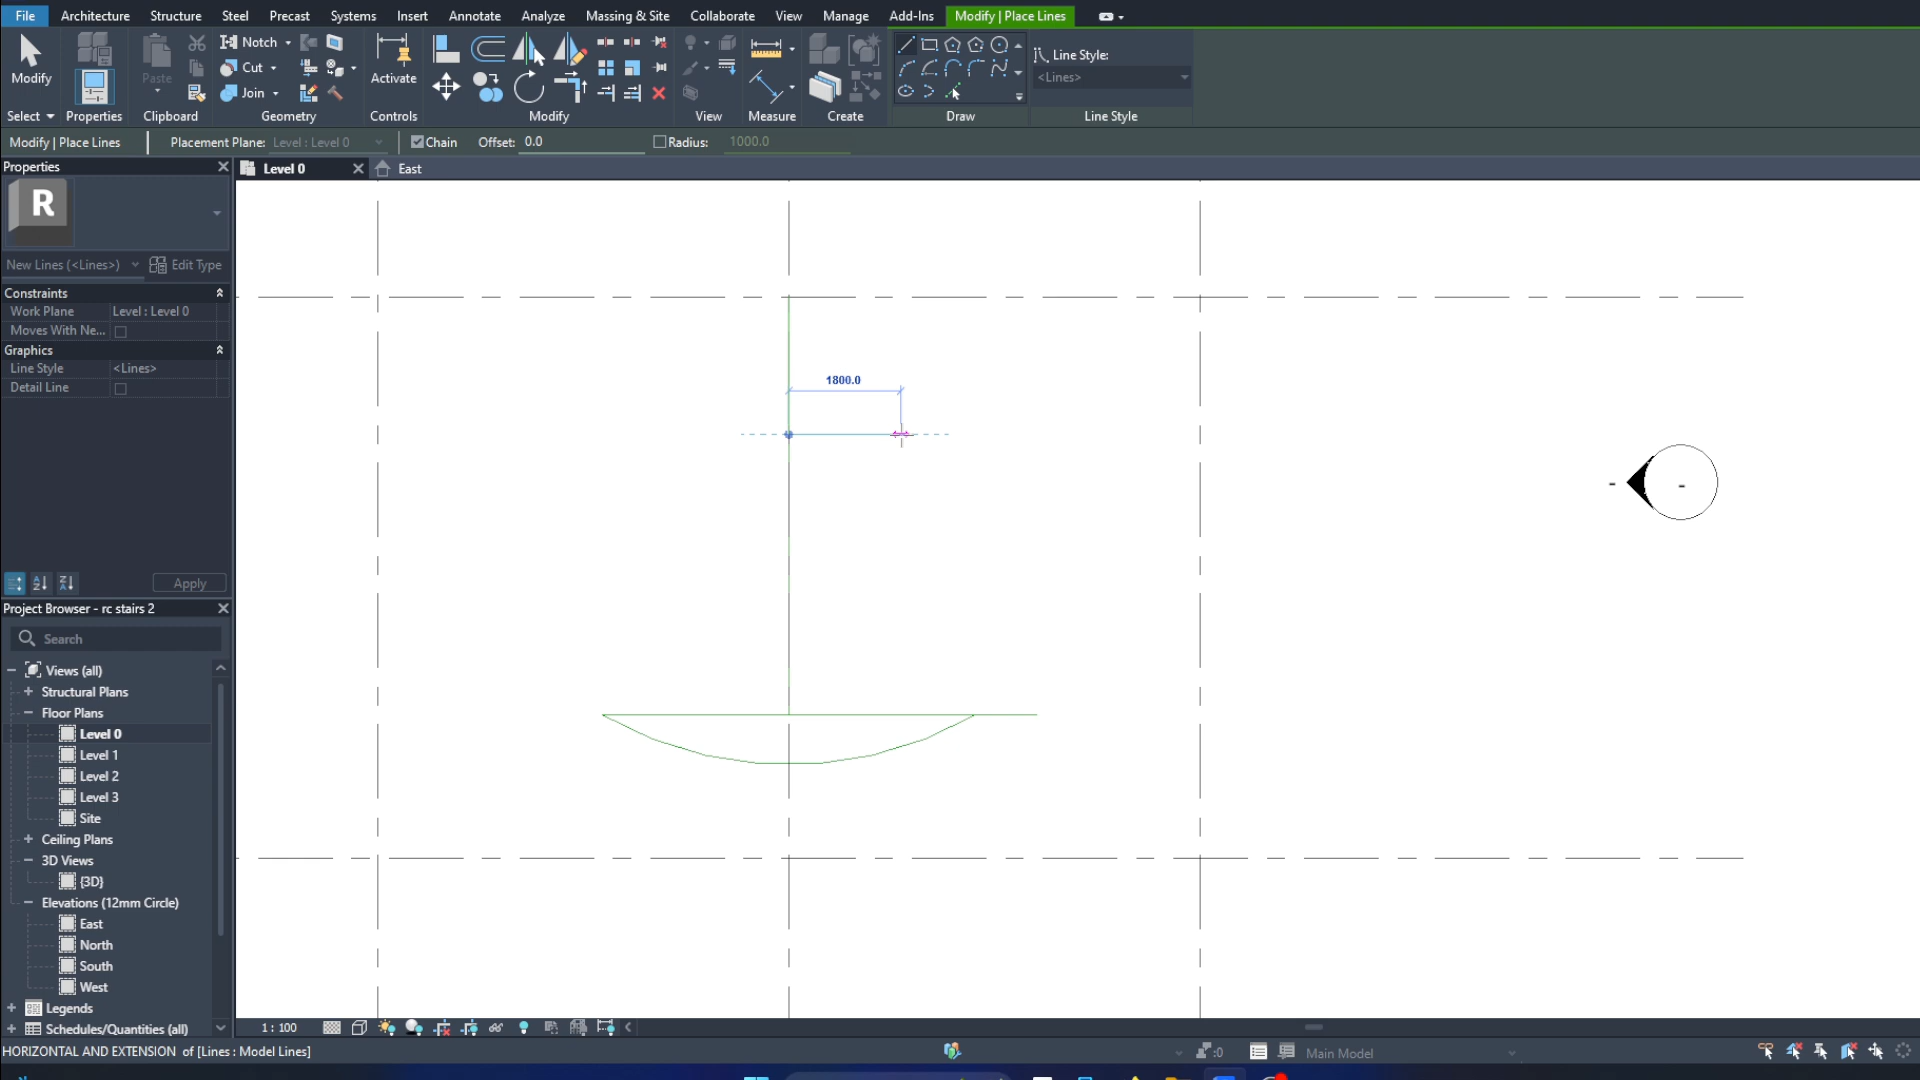 File Architecture Structure Steel Precast Systems Insert Annotate Analyze Massing & Site Collaborate View Manage Add-Ins Modify | Place Lines
Notch
Modify Paste Cut Activate Line Style:
<Lines>
Join
Select Properties Clipboard Geometry Controls Modify View Measure Create Draw Line Style
Modify | Place Lines Placement Plane: Level : Level 0 Chain Offset: 0.0 Radius: 1000.0
Properties
Level 0 East
R
New Lines (<Lines>) Edit Type
Constraints
Work Plane Level : Level 0
Moves With Ne...
Graphics
Line Style <Lines>
Detail Line
1800.0
- -
Apply
Project Browser - rc stairs 2
Search
Views (all)
Structural Plans
Floor Plans
Level 0
Level 1
Level 2
Level 3
Site
Ceiling Plans
3D Views
{3D}
Elevations (12mm Circle)
East
North
South
West
Legends
Schedules/Quantities (all)
1 : 100
HORIZONTAL AND EXTENSION of [Lines : Model Lines] :0 Main Model